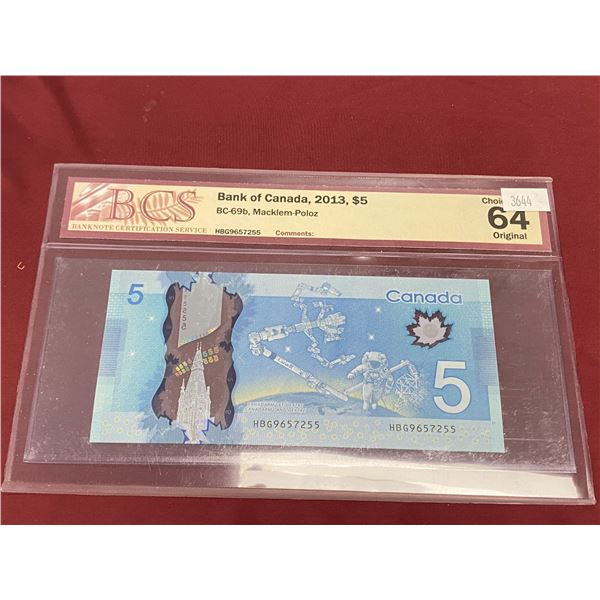 BCS
BANKNOTE CERTIFICATION SERVICE
Bank of Canada, 2013, $5
BC-69b, Macklem-Poloz
HBG9657255 Comments:
3644
64
Original
5
Canada
5
HBG9657255
HBG9657255